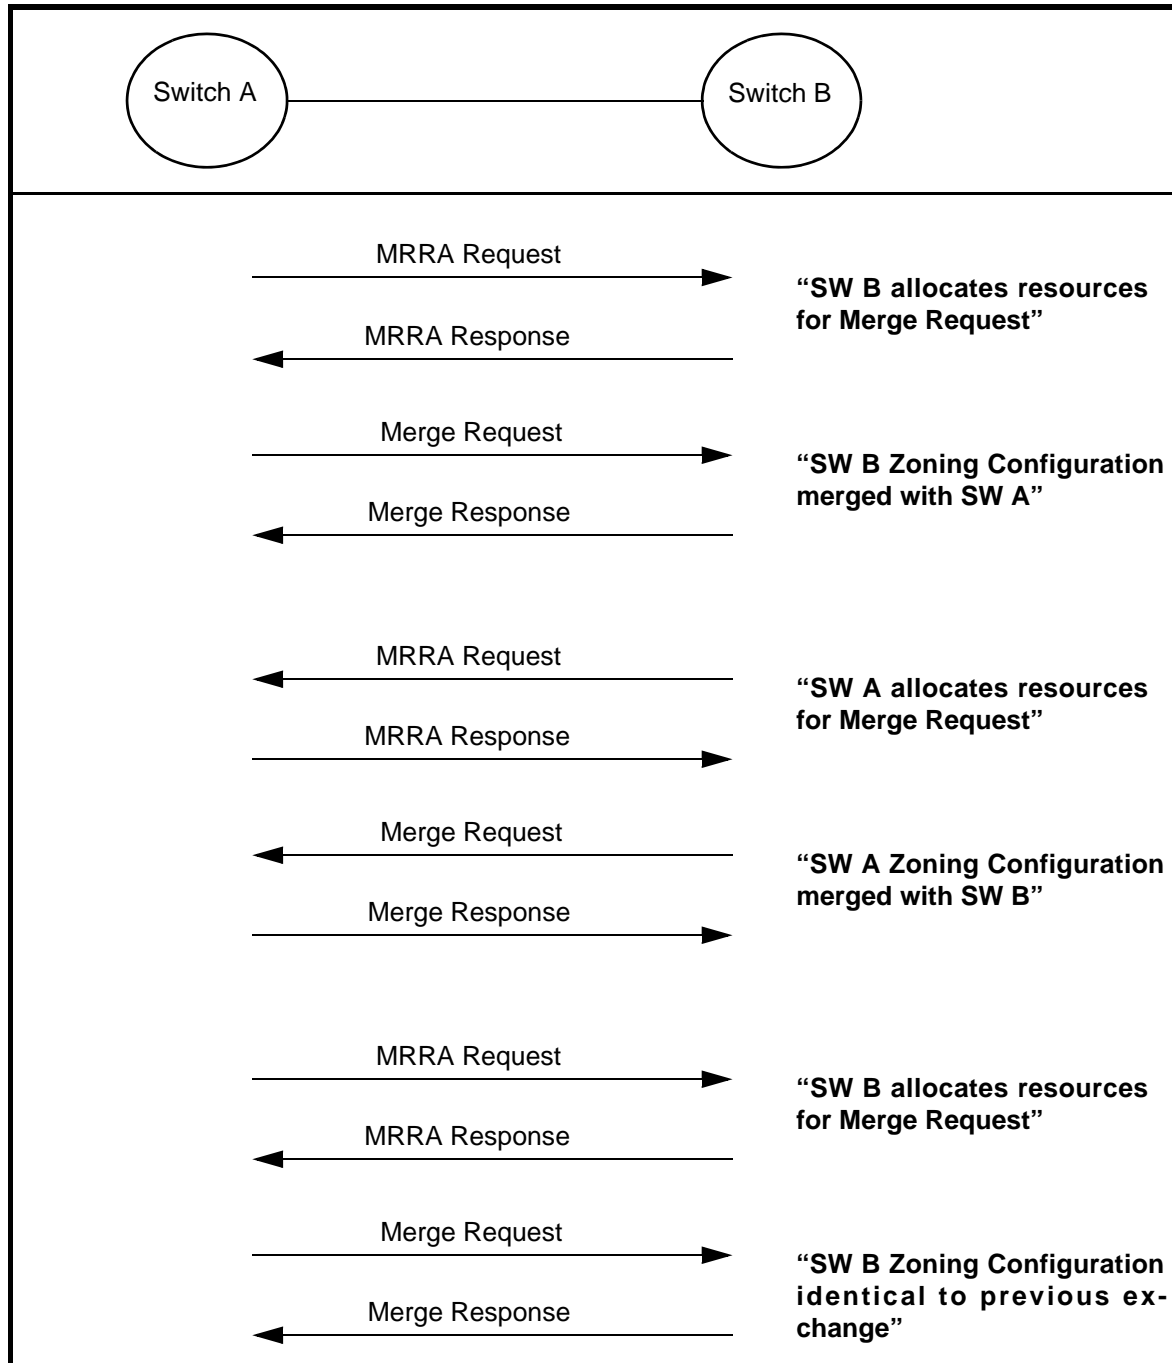 Switch A
Switch B
MRRA Request
“SW B allocates resources
for Merge Request”
MRRA Response
Merge Request
“SW B Zoning Configuration
merged with SW A”
Merge Response
MRRA Request
“SW A allocates resources
for Merge Request”
MRRA Response
Merge Request
“SW A Zoning Configuration
merged with SW B”
Merge Response
MRRA Request
“SW B allocates resources
for Merge Request”
MRRA Response
Merge Request
“SW B Zoning Configuration
identical to previous ex-
change”
Merge Response